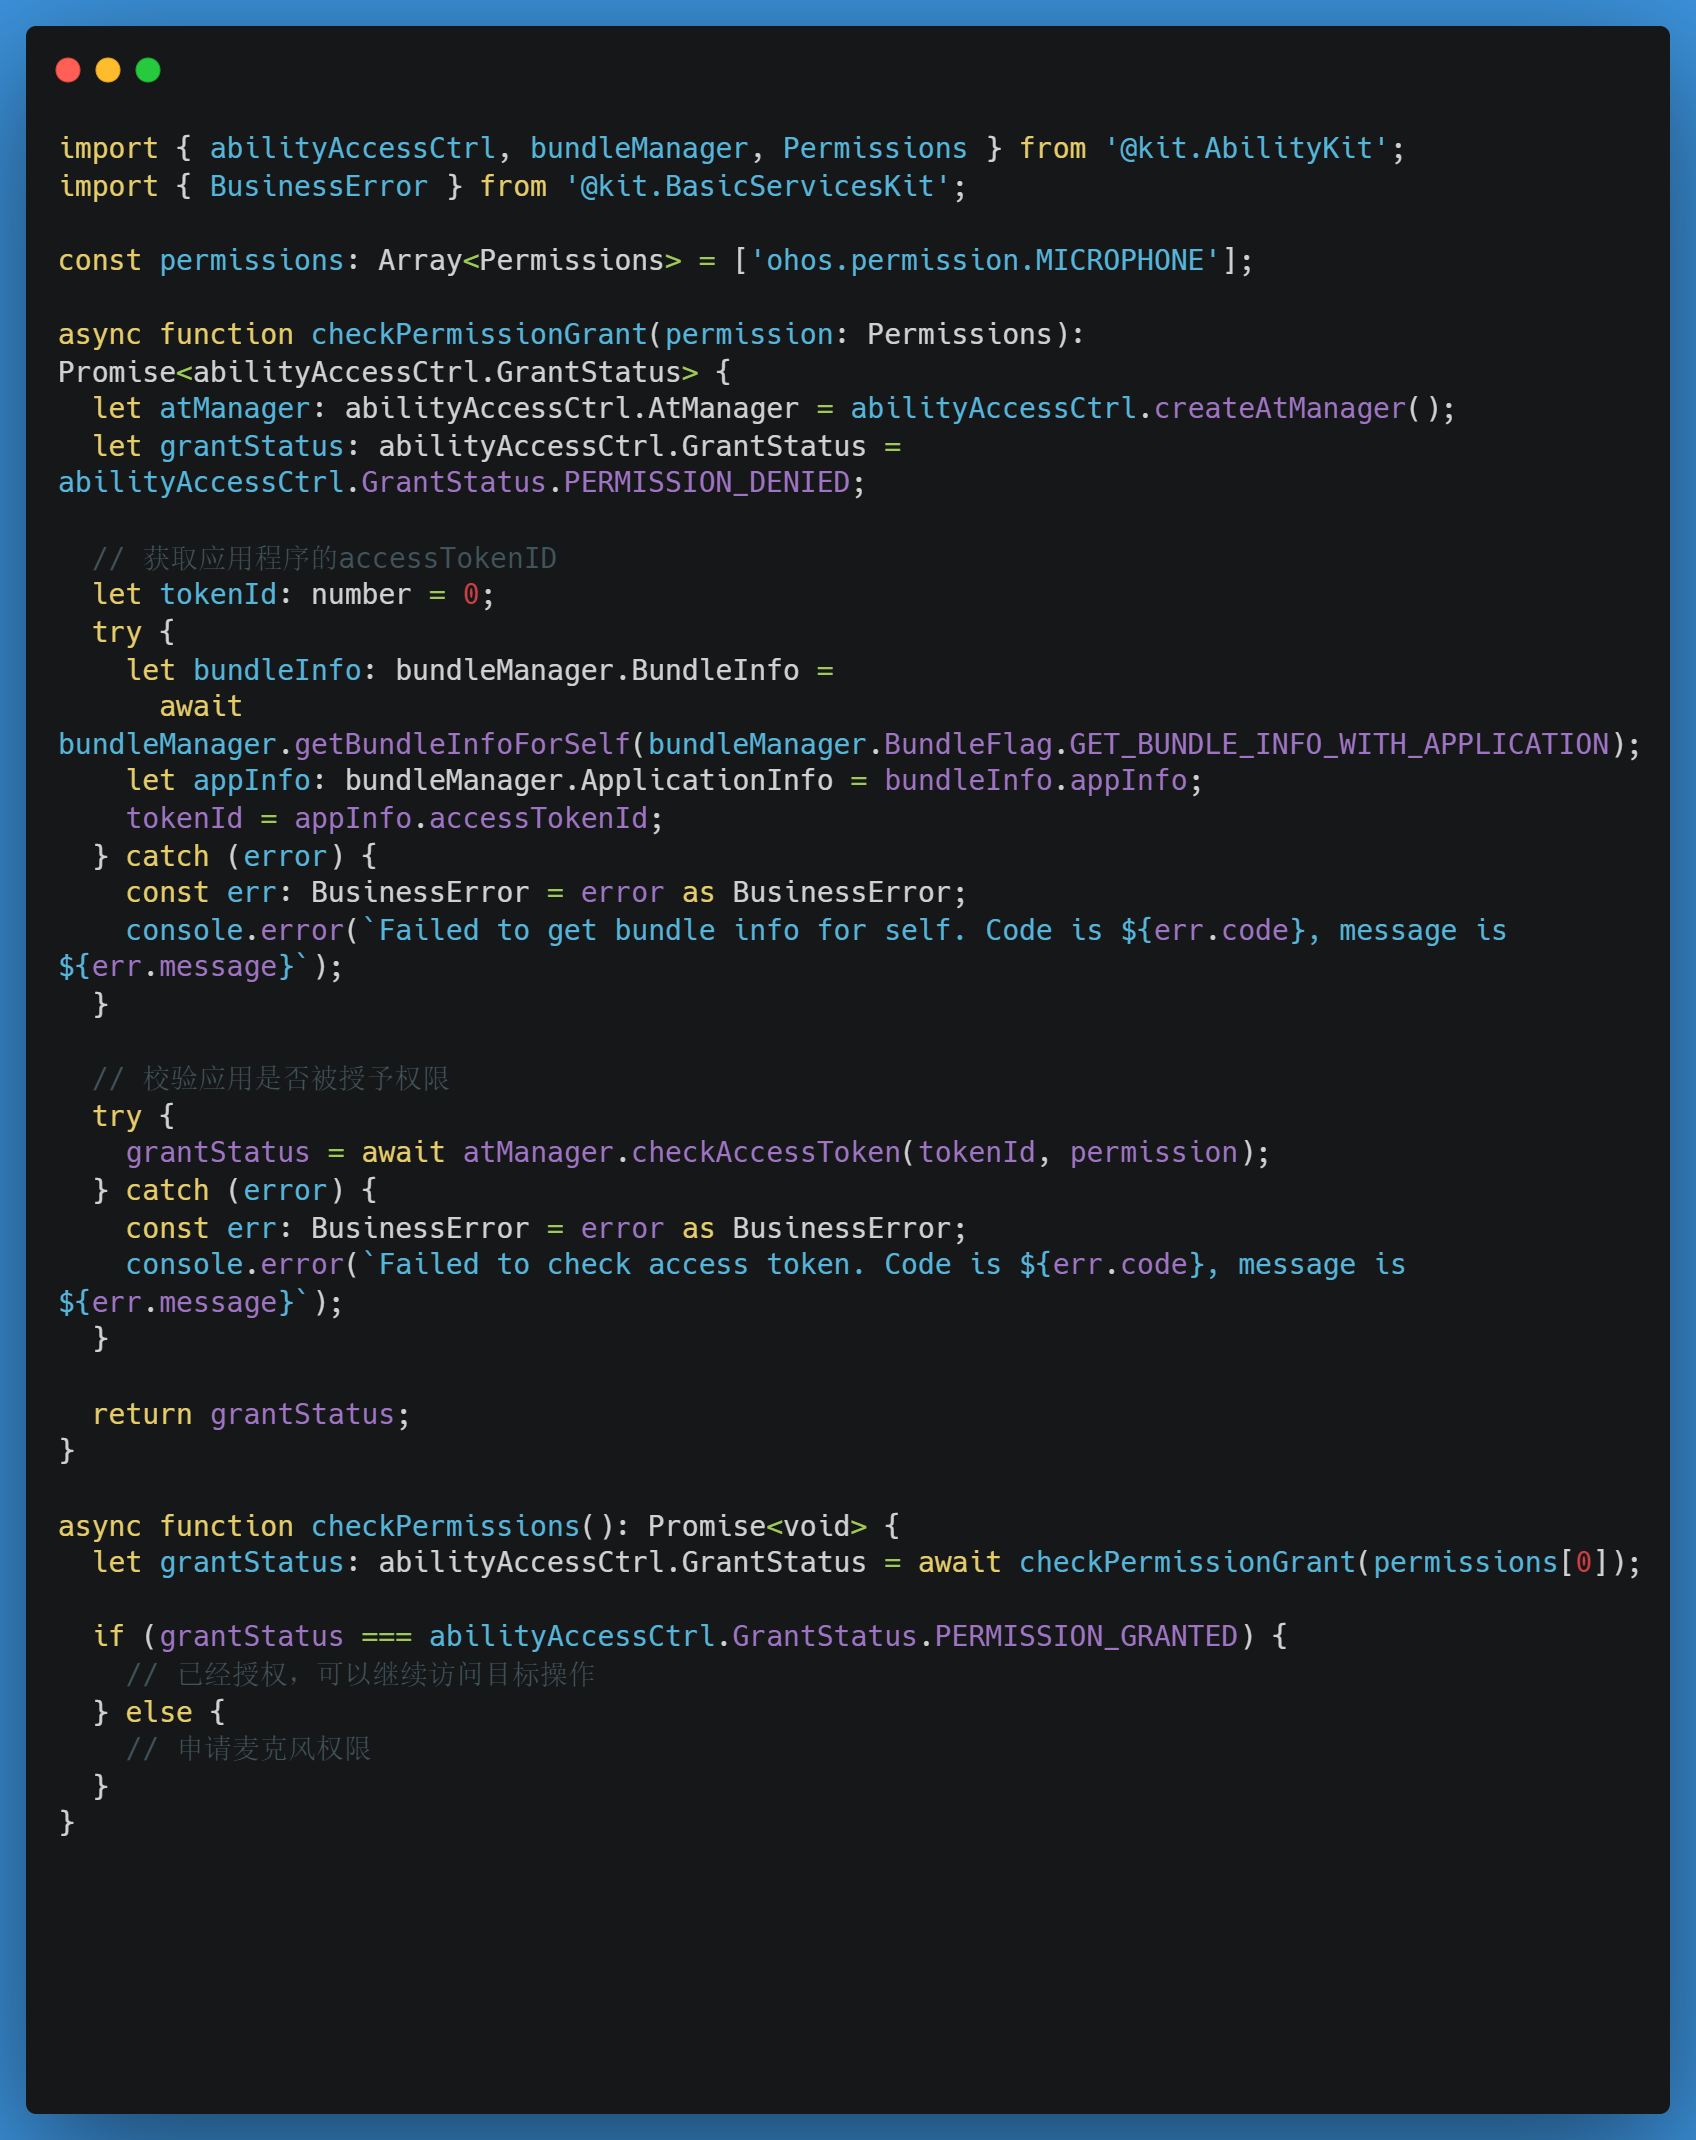 import { abilityAccessCtrl, bundleManager, Permissions } from '@kit.AbilityKit';
import { BusinessError } from '@kit.BasicServicesKit';

const permissions: Array<Permissions> = ['ohos.permission.MICROPHONE'];

async function checkPermissionGrant(permission: Permissions):
Promise<abilityAccessCtrl.GrantStatus> {
  let atManager: abilityAccessCtrl.AtManager = abilityAccessCtrl.createAtManager();
  let grantStatus: abilityAccessCtrl.GrantStatus =
abilityAccessCtrl.GrantStatus.PERMISSION_DENIED;

  // 获取应用程序的accessTokenID
  let tokenId: number = 0;
  try {
    let bundleInfo: bundleManager.BundleInfo =
      await
bundleManager.getBundleInfoForSelf(bundleManager.BundleFlag.GET_BUNDLE_INFO_WITH_APPLICATION);
    let appInfo: bundleManager.ApplicationInfo = bundleInfo.appInfo;
    tokenId = appInfo.accessTokenId;
  } catch (error) {
    const err: BusinessError = error as BusinessError;
    console.error(`Failed to get bundle info for self. Code is ${err.code}, message is
${err.message}`);
  }

  // 校验应用是否被授予权限
  try {
    grantStatus = await atManager.checkAccessToken(tokenId, permission);
  } catch (error) {
    const err: BusinessError = error as BusinessError;
    console.error(`Failed to check access token. Code is ${err.code}, message is
${err.message}`);
  }

  return grantStatus;
}

async function checkPermissions(): Promise<void> {
  let grantStatus: abilityAccessCtrl.GrantStatus = await checkPermissionGrant(permissions[0]);

  if (grantStatus === abilityAccessCtrl.GrantStatus.PERMISSION_GRANTED) {
    // 已经授权，可以继续访问目标操作
  } else {
    // 申请麦克风权限
  }
}